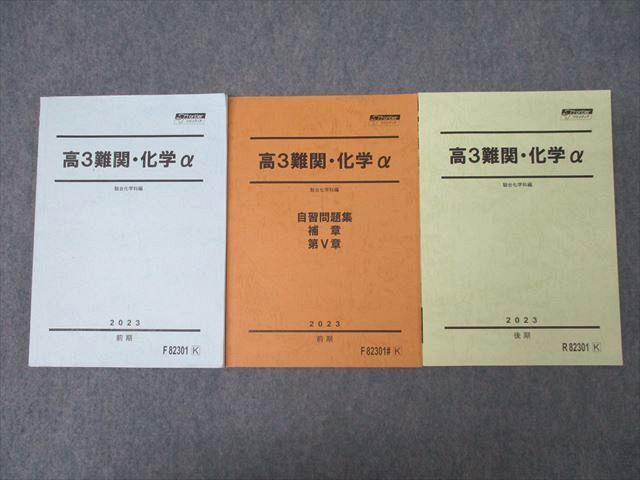 高3難関・化学α
駿台化学科編
2023
前期
F 82301 K
高3難関・化学α
駿台化学科編
自習問題集
補 章
第Ⅴ章
2023
前期
F 82301# K
高3難関・化学α
駿台化学科編
2023
後期
R 82301 K